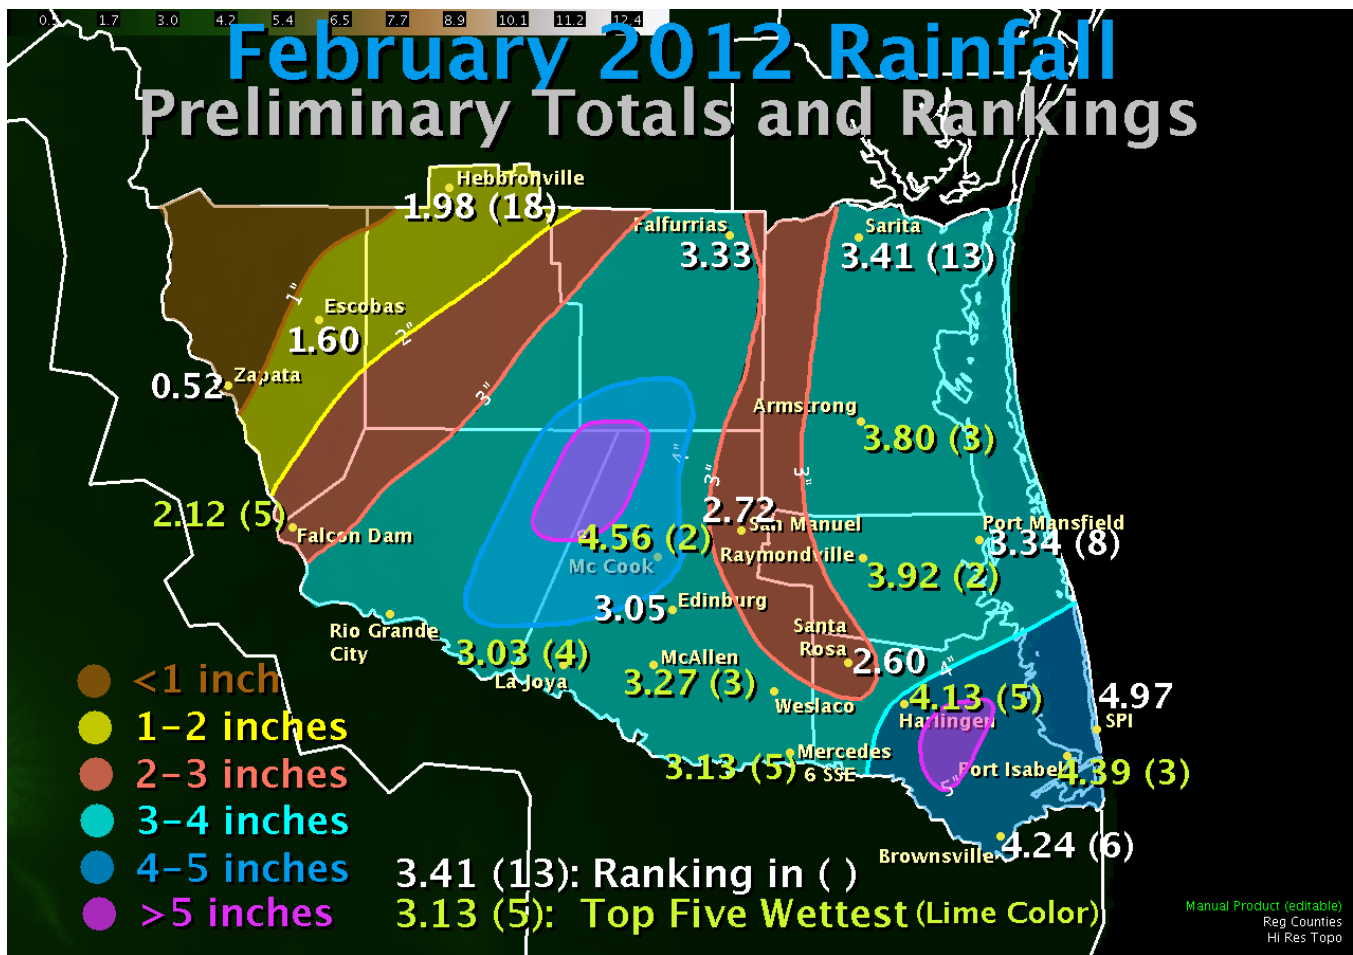 0.5 1.7 3.0 4.2 5.4 6.5 7.7 8.9 10.1 11.2 12.4
February 2012 Rainfall
Preliminary Totals and Rankings
Hebbronville
1.98 (18)
Falfurrias
3.33
Sarita
3.41 (13)
1"
Escobas
1.60
2"
Zapata
0.52
3"
Armstrong
3.80 (3)
4"
3"
3"
2.12 (5)
Falcon Dam
2.72
San Manuel
Port Mansfield
3.34 (8)
4.56 (2)
Mc Cook
Raymondville
3.92 (2)
Edinburg
3.05
Rio Grande
City
Santa
Rosa
2.60
3.03 (4)
La Joya
McAllen
3.27 (3)
4"
Weslaco
4.13 (5)
Harlingen
4.97
SPI
Mercedes
6 SSE
3.13 (5)
Port Isabel
4.39 (3)
5"
Brownsville
4.24 (6)
<1 inch
1-2 inches
2-3 inches
3-4 inches
4-5 inches
>5 inches
3.41 (13): Ranking in ( )
3.13 (5): Top Five Wettest (Lime Color)
Manual Product (editable)
Reg Counties
Hi Res Topo